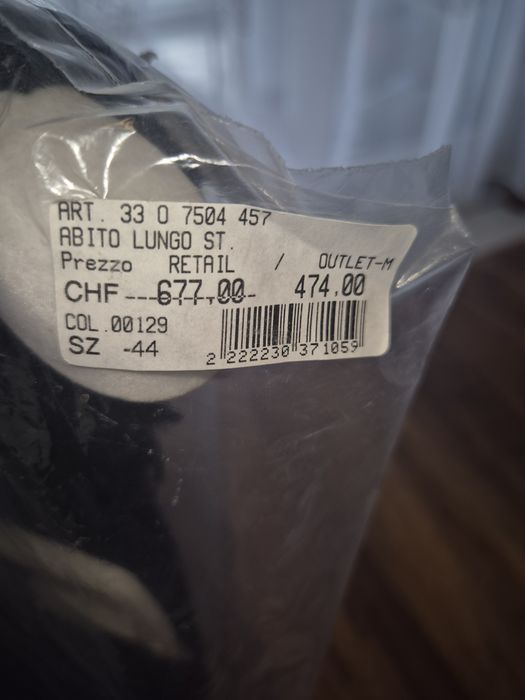 ART. 33 O 7504 457
ABITO LUNGO ST.
Prezzo RETAIL / OUTLET-M
CHF 677,00 474.00
COL.00129
SZ -44
2 222230 371059